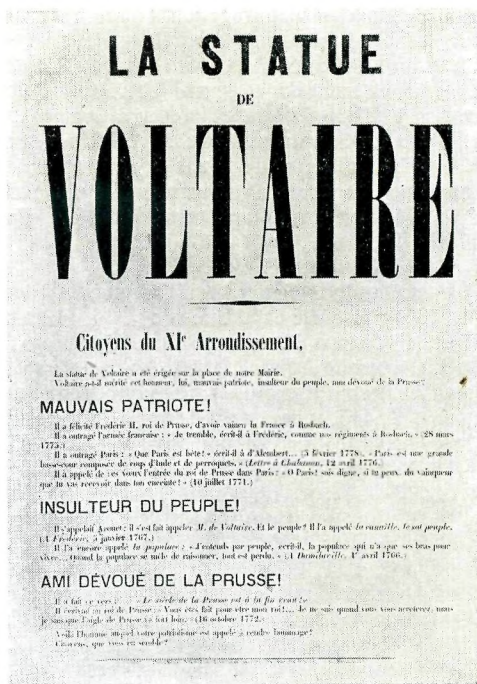 LA STATUE
DE
VOLTAIRE
Citoyens du XIe Arrondissement,
La statue de Voltaire a été érigée sur la place de notre Mairie.
Voltaire a-t-il mérité cet honneur, lui, mauvais patriote, insulteur du peuple, ami dévoué de la Prusse?
MAUVAIS PATRIOTE!
Il a félicité Frédéric II, roi de Prusse, d'avoir vaincu la France à Rosbach.
Il a outragé l'armée française : « Je tremble, écrit-il à Frédéric, comme nos régiments à Rosbach. » (28 mars
1775.)
Il a outragé Paris : « Que Paris est bête! » écrit-il à d'Alembert... (5 février 1778). « Paris est une grande
basse-cour composée de coqs d'Inde et de perroquets. » (Lettre à Chabanon, 12 avril 1776.)
Il a appelé de ses vœux l'entrée du roi de Prusse dans Paris : « O Paris! sois digne, si tu peux, du vainqueur
que tu vas recevoir dans ton enceinte! » (10 juillet 1771.)
INSULTEUR DU PEUPLE!
Il s'appelait Arouet; il s'est fait appeler M. de Voltaire. Et le peuple? Il l'a appelé la canaille, le sot peuple.
(A Frédéric, 5 janvier 1767.)
Il l'a encore appelé la populace : « J'entends par peuple, écrit-il, la populace qui n'a que ses bras pour
vivre... Quand la populace se mêle de raisonner, tout est perdu. » (A Damilaville, 1er avril 1766.)
AMI DÉVOUÉ DE LA PRUSSE!
Il a fait ce vers : « Le siècle de la Prusse est à la fin venu! »
Il écrivait au roi de Prusse : « Vous êtes fait pour être mon roi!... Je ne sais quand vous vous arrêterez, mais
je sais que l'aigle de Prusse va fort loin. » (16 octobre 1772.)
Voilà l'homme auquel votre patriotisme est appelé à rendre hommage!
Citoyens, que vous en semble?